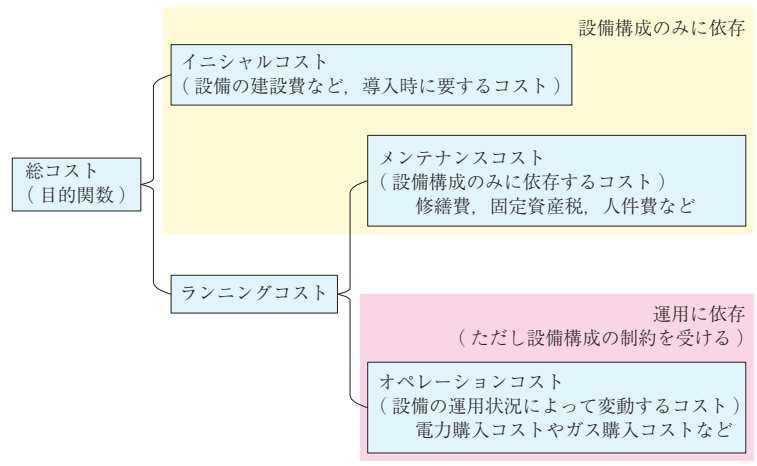 設備構成のみに依存
イニシャルコスト
( 設備の建設費など，導入時に要するコスト )
総コスト
( 目的関数 )
メンテナンスコスト
( 設備構成のみに依存するコスト )
修繕費，固定資産税，人件費など
ランニングコスト
運用に依存
( ただし設備構成の制約を受ける )
オペレーションコスト
( 設備の運用状況によって変動するコスト )
電力購入コストやガス購入コストなど